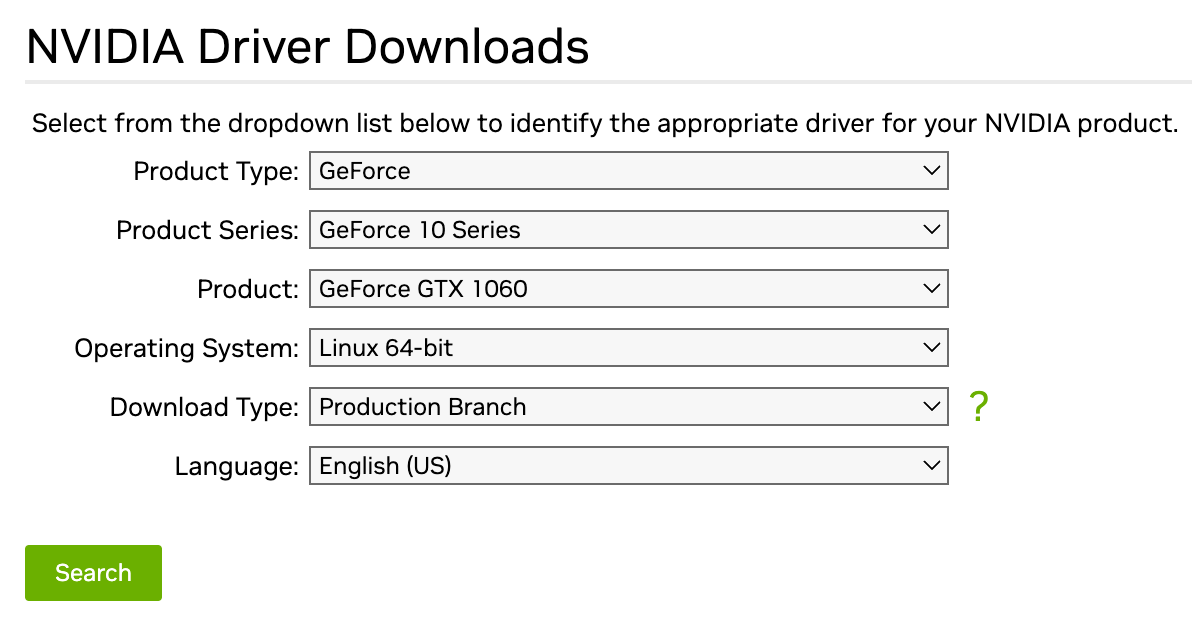 NVIDIA Driver Downloads
Select from the dropdown list below to identify the appropriate driver for your NVIDIA product.
Product Type: GeForce
Product Series: GeForce 10 Series
Product: GeForce GTX 1060
Operating System: Linux 64-bit
Download Type: Production Branch ?
Language: English (US)
Search